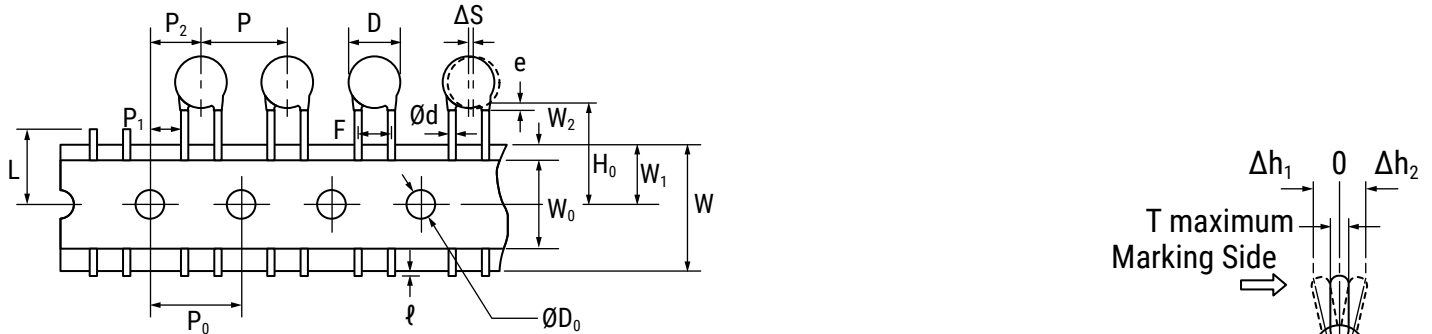 P₂ P D ΔS
e
P₁ F Ød W₂
L H₀ W₁
W₀ W
P₀ ℓ ØD₀
Δh₁ 0 Δh₂
T maximum
Marking Side